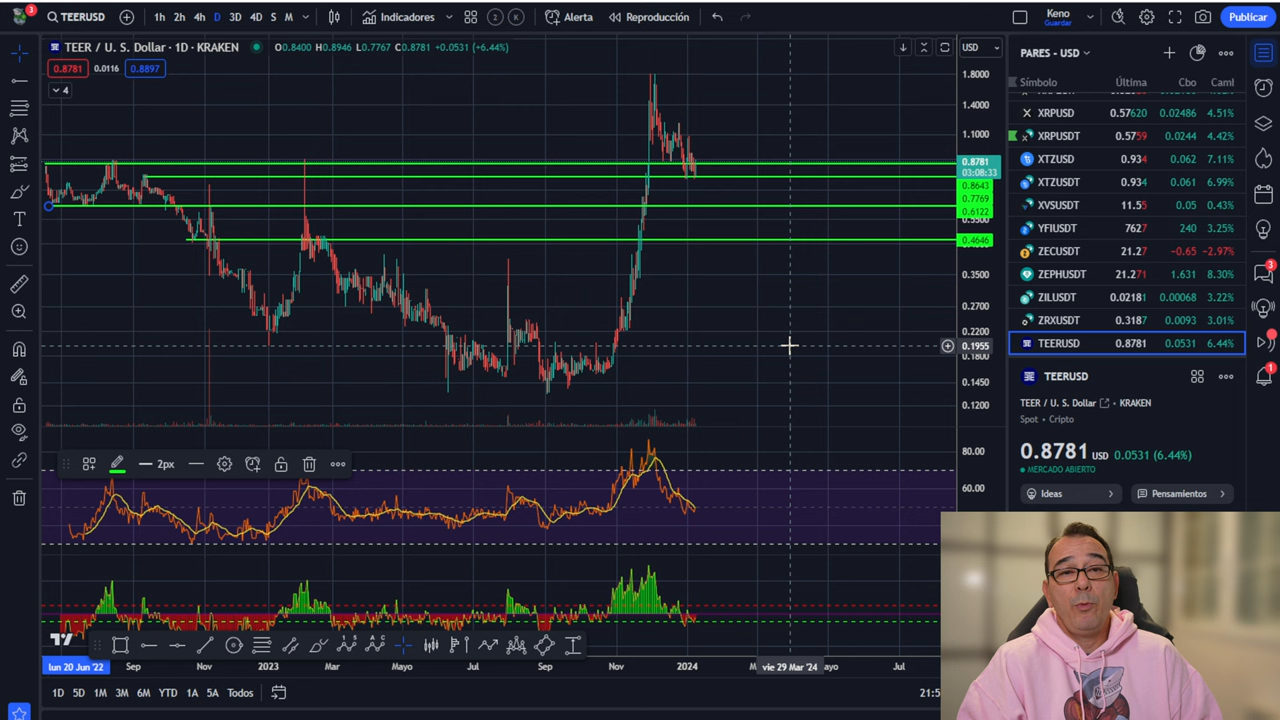 3
TEERUSD
1h 2h 4h D 3D 4D S M
Indicadores
2 K
Alerta
Reproducción
Keno
Guardar
Publicar
TEER / U. S. Dollar · 1D · KRAKEN
O0.8400 H0.8946 L0.7767 C0.8781 +0.0531 (+6.44%)
0.8781 0.0116 0.8897
4
USD
1.8000
1.4000
1.1000
0.8781
03:08:33
0.8643
0.7769
0.6122
0.4646
0.3500
0.2700
0.2200
0.1955
0.1800
0.1450
0.1200
80.00
60.00
2px
lun 20 Jun '22 Sep Nov 2023 Mar Mayo Jul Sep Nov 2024 vie 29 Mar '24 Jul
1D 5D 1M 3M 6M YTD 1A 5A Todos
21:5
PARES - USD
Símbolo Última Cbo Caml
XRPUSD 0.57620 0.02486 4.51%
XRPUSDT 0.5759 0.0244 4.42%
XTZUSD 0.934 0.062 7.11%
XTZUSDT 0.934 0.061 6.99%
XVSUSDT 11.55 0.05 0.43%
YFIUSDT 7627 240 3.25%
ZECUSDT 21.27 -0.65 -2.97%
ZEPHUSDT 21.271 1.631 8.30%
ZILUSDT 0.02181 0.00068 3.22%
ZRXUSDT 0.3187 0.0093 3.01%
TEERUSD 0.8781 0.0531 6.44%
TEERUSD
TEER / U. S. Dollar · KRAKEN
Spot · Cripto
0.8781 USD 0.0531 (6.44%)
MERCADO ABIERTO
Ideas
Pensamientos
3
1